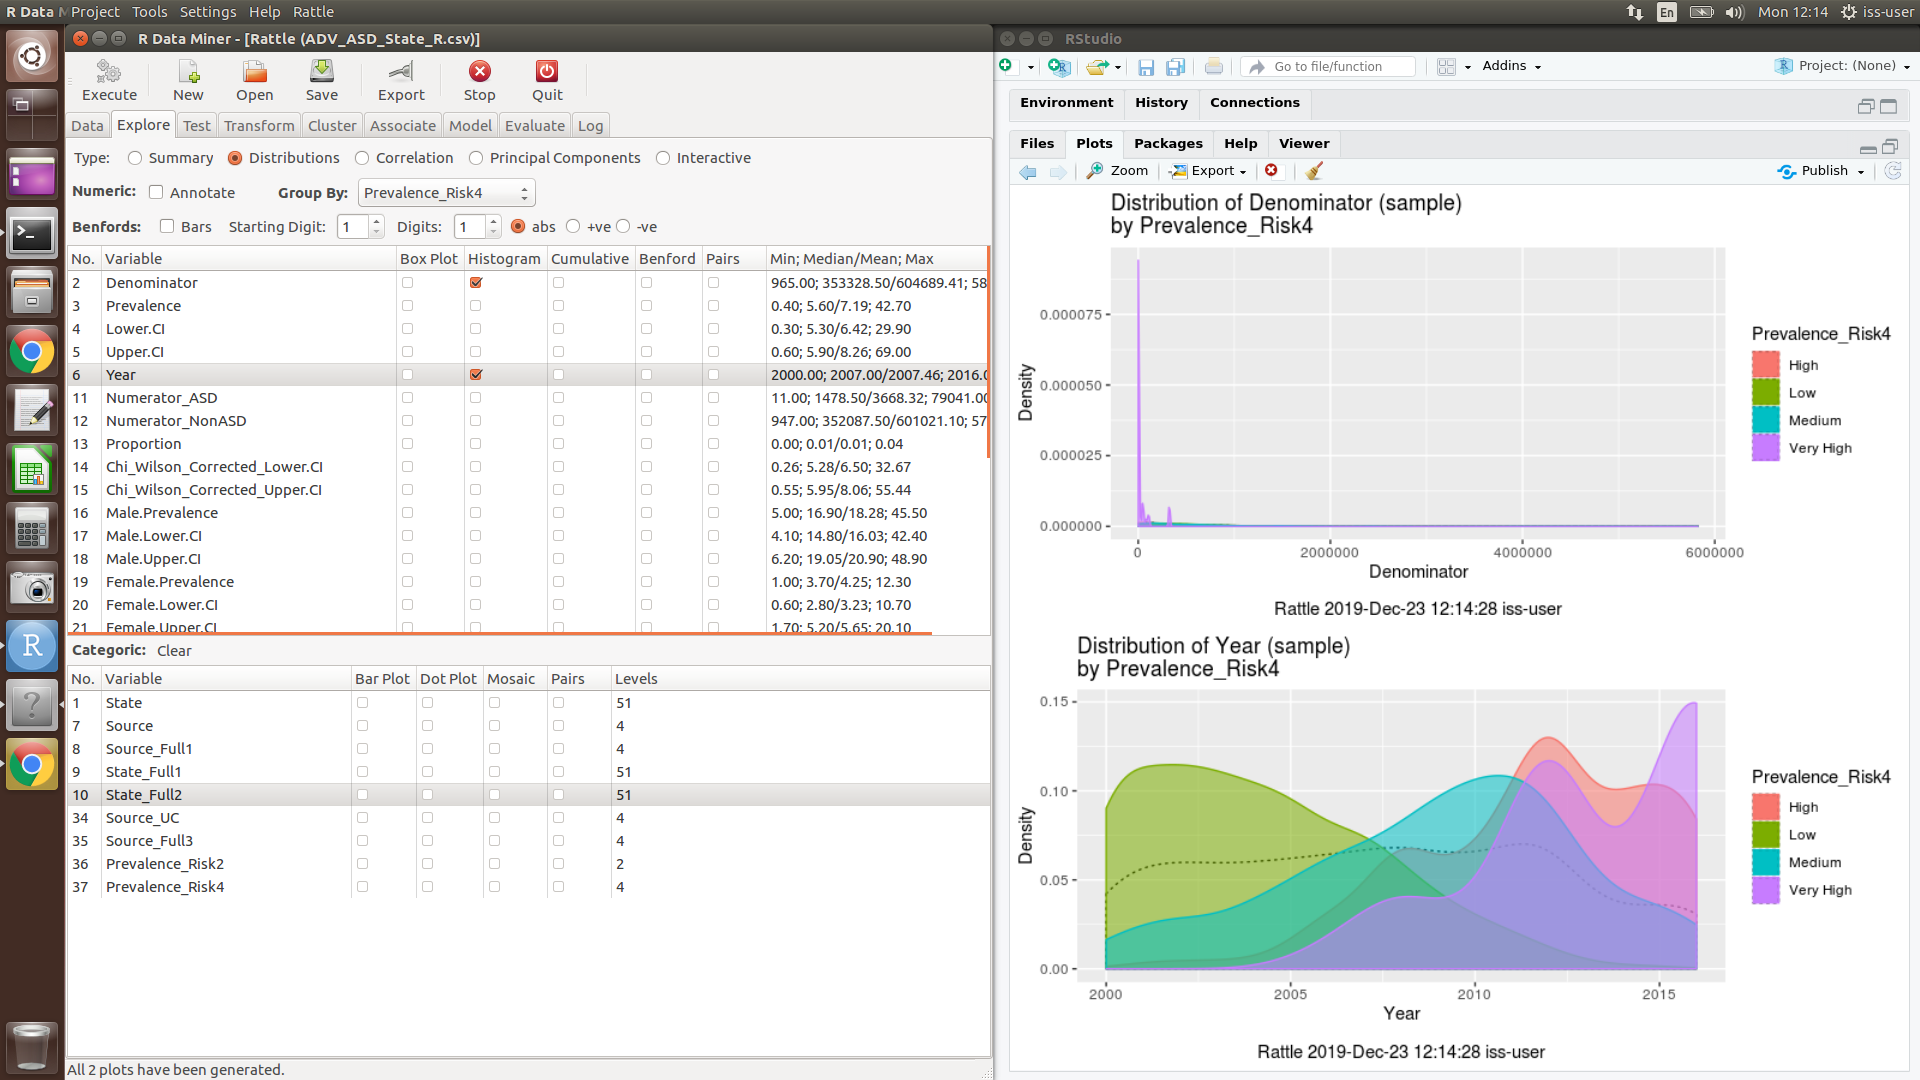 R Data M Project Tools Settings Help Rattle
En Mon 12:14 iss-user
R Data Miner - [Rattle (ADV_ASD_State_R.csv)]
Execute New Open Save Export Stop Quit
Data Explore Test Transform Cluster Associate Model Evaluate Log
Type: Summary Distributions Correlation Principal Components Interactive
Numeric: Annotate Group By: Prevalence_Risk4
Benfords: Bars Starting Digit: 1 Digits: 1 abs +ve -ve
No. Variable Box Plot Histogram Cumulative Benford Pairs Min; Median/Mean; Max
2 Denominator 965.00; 353328.50/604689.41; 58
3 Prevalence 0.40; 5.60/7.19; 42.70
4 Lower.CI 0.30; 5.30/6.42; 29.90
5 Upper.CI 0.60; 5.90/8.26; 69.00
6 Year 2000.00; 2007.00/2007.46; 2016.0
11 Numerator_ASD 11.00; 1478.50/3668.32; 79041.00
12 Numerator_NonASD 947.00; 352087.50/601021.10; 57
13 Proportion 0.00; 0.01/0.01; 0.04
14 Chi_Wilson_Corrected_Lower.CI 0.26; 5.28/6.50; 32.67
15 Chi_Wilson_Corrected_Upper.CI 0.55; 5.95/8.06; 55.44
16 Male.Prevalence 5.00; 16.90/18.28; 45.50
17 Male.Lower.CI 4.10; 14.80/16.03; 42.40
18 Male.Upper.CI 6.20; 19.05/20.90; 48.90
19 Female.Prevalence 1.00; 3.70/4.25; 12.30
20 Female.Lower.CI 0.60; 2.80/3.23; 10.70
21 Female.Upper.CI 1.70; 5.20/5.65; 20.10
Categoric: Clear
No. Variable Bar Plot Dot Plot Mosaic Pairs Levels
1 State 51
7 Source 4
8 Source_Full1 4
9 State_Full1 51
10 State_Full2 51
34 Source_UC 4
35 Source_Full3 4
36 Prevalence_Risk2 2
37 Prevalence_Risk4 4
All 2 plots have been generated.
RStudio
Go to file/function Addins Project: (None)
Environment History Connections
Files Plots Packages Help Viewer
Zoom Export Publish
Distribution of Denominator (sample)
by Prevalence_Risk4
0.000075
0.000050
0.000025
0.000000
Density
0 2000000 4000000 6000000
Denominator
Rattle 2019-Dec-23 12:14:28 iss-user
Prevalence_Risk4
High
Low
Medium
Very High
Distribution of Year (sample)
by Prevalence_Risk4
0.15
0.10
0.05
0.00
Density
2000 2005 2010 2015
Year
Rattle 2019-Dec-23 12:14:28 iss-user
Prevalence_Risk4
High
Low
Medium
Very High